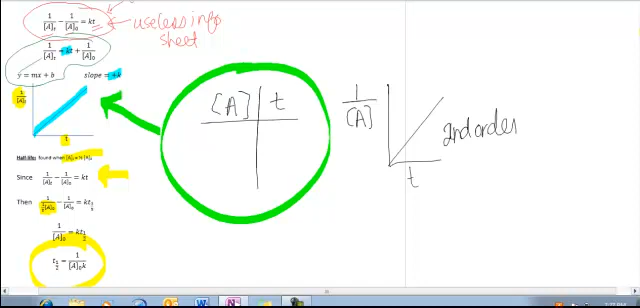 1/[A]t - 1/[A]0 = kt
useless info sheet
1/[A]t = kt + 1/[A]0
y = mx + b slope = +k
1/[A]t
t
[A] t
1/[A]
t
2nd order
Half-life: found when [A]t = ½ [A]0
Since 1/[A]t - 1/[A]0 = kt
Then 1/½[A]0 - 1/[A]0 = kt½
1/[A]0 = kt½
t½ = 1/[A]0k